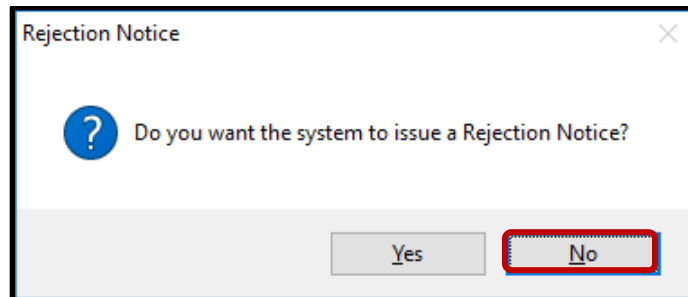 Rejection Notice
Do you want the system to issue a Rejection Notice?
Yes
No